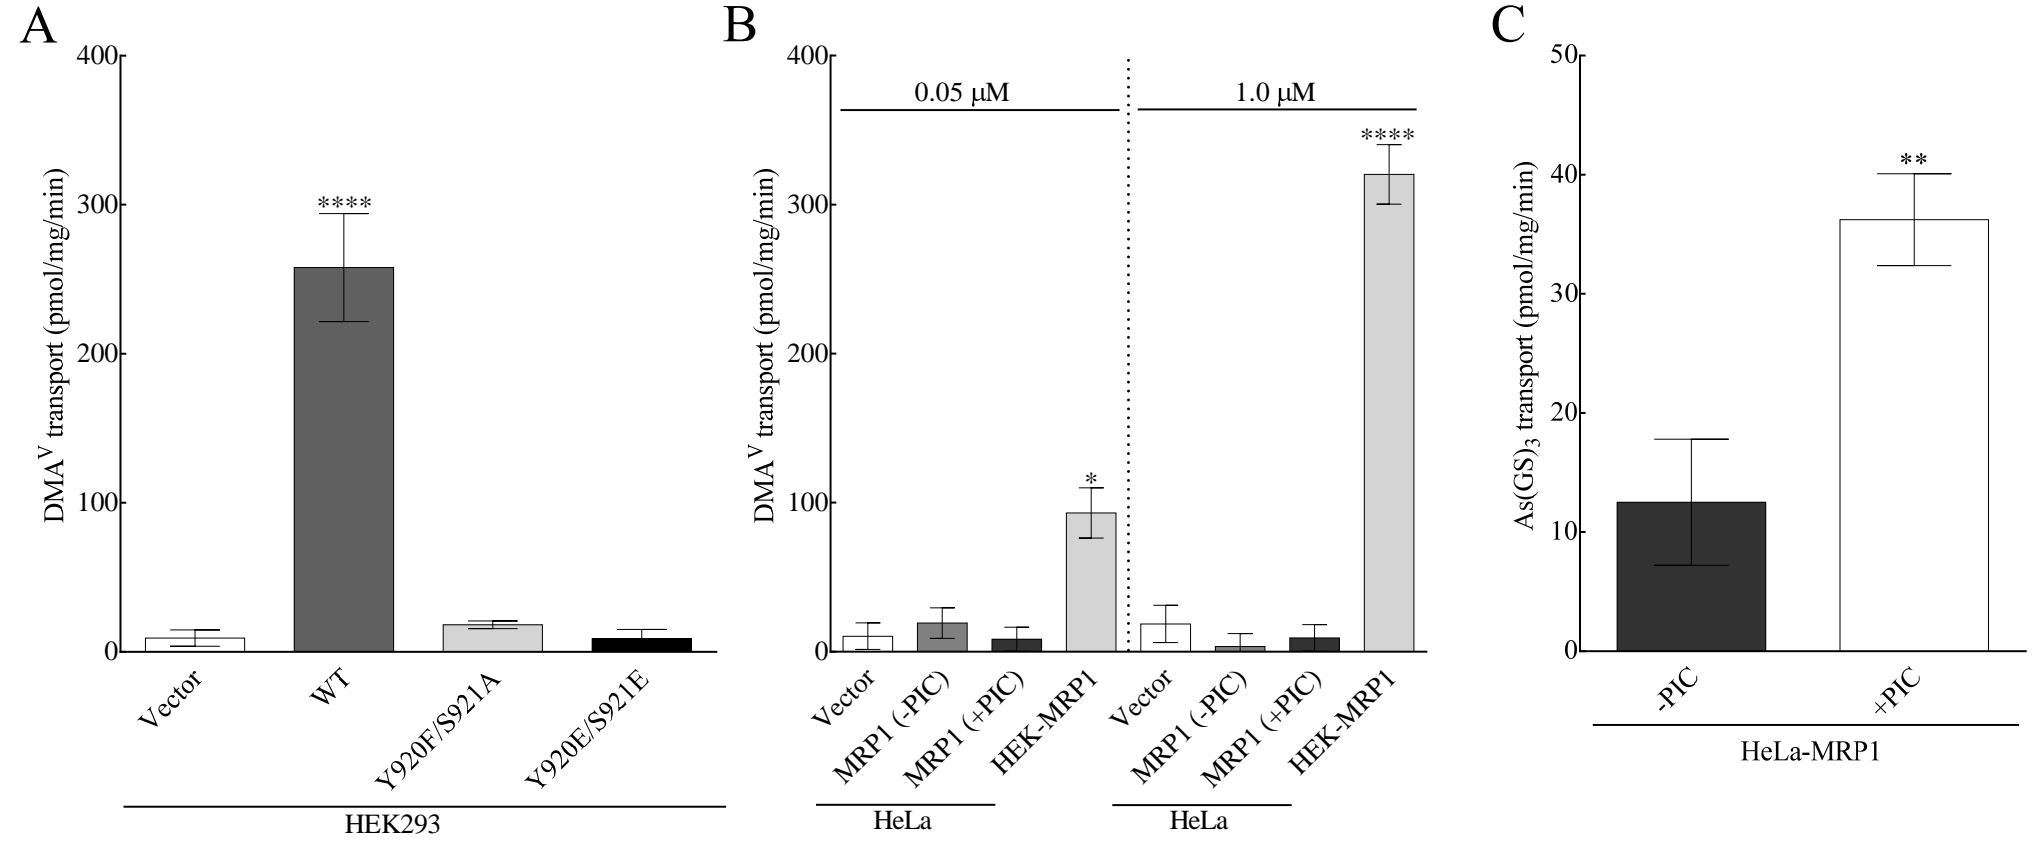 A
DMAV transport (pmol/mg/min)
400
300
200
100
0
****
Vector
WT
Y920F/S921A
Y920E/S921E
HEK293
B
DMAV transport (pmol/mg/min)
400
300
200
100
0
0.05 μM
1.0 μM
*
****
Vector
MRP1 (-PIC)
MRP1 (+PIC)
HEK-MRP1
Vector
MRP1 (-PIC)
MRP1 (+PIC)
HEK-MRP1
HeLa
HeLa
C
As(GS)3 transport (pmol/mg/min)
50
40
30
20
10
0
**
-PIC
+PIC
HeLa-MRP1